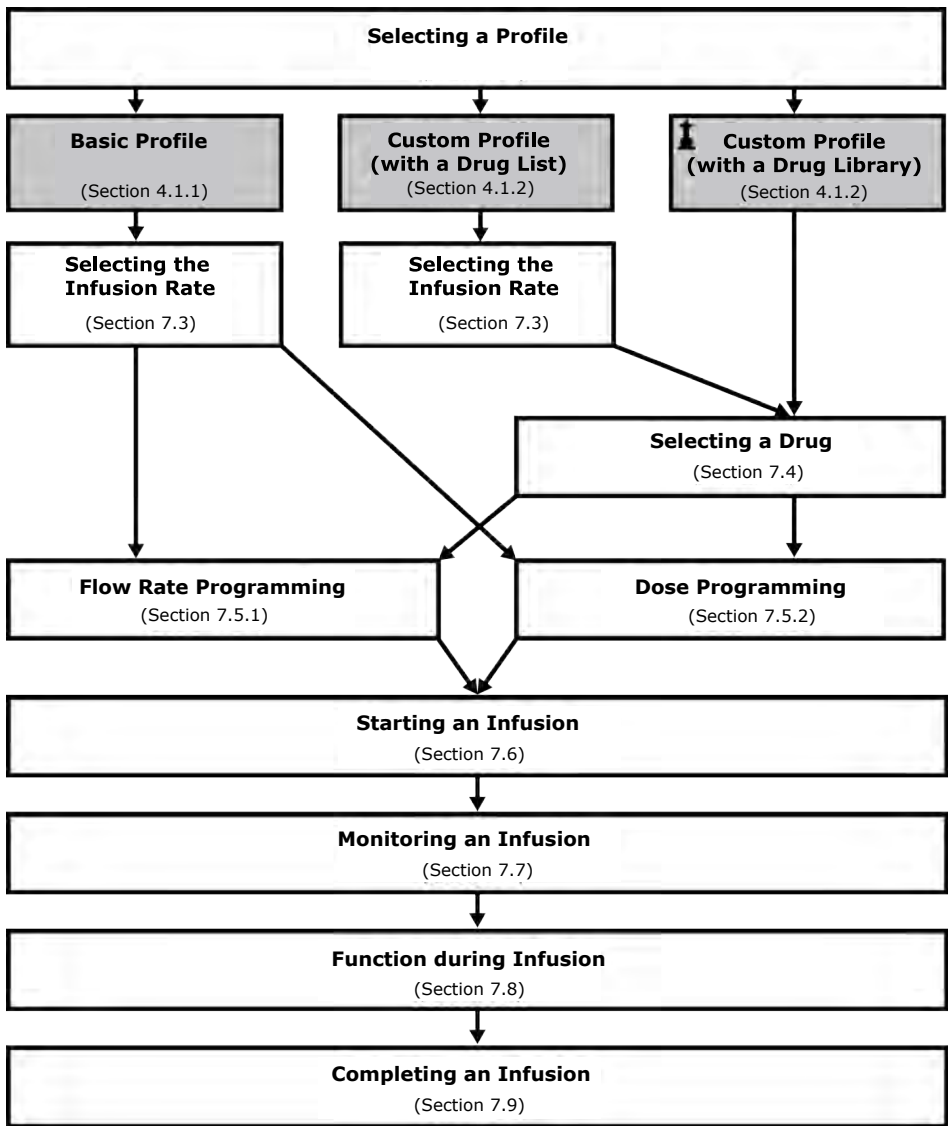 Selecting a Profile
Basic Profile
(Section 4.1.1)
Custom Profile
(with a Drug List)
(Section 4.1.2)
Custom Profile
(with a Drug Library)
(Section 4.1.2)
Selecting the
Infusion Rate
(Section 7.3)
Selecting the
Infusion Rate
(Section 7.3)
Selecting a Drug
(Section 7.4)
Flow Rate Programming
(Section 7.5.1)
Dose Programming
(Section 7.5.2)
Starting an Infusion
(Section 7.6)
Monitoring an Infusion
(Section 7.7)
Function during Infusion
(Section 7.8)
Completing an Infusion
(Section 7.9)